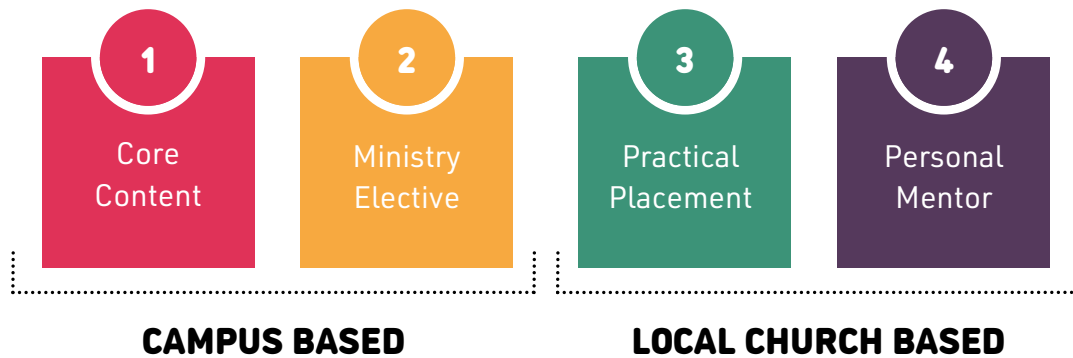 1
Core
Content
2
Ministry
Elective
3
Practical
Placement
4
Personal
Mentor
CAMPUS BASED
LOCAL CHURCH BASED